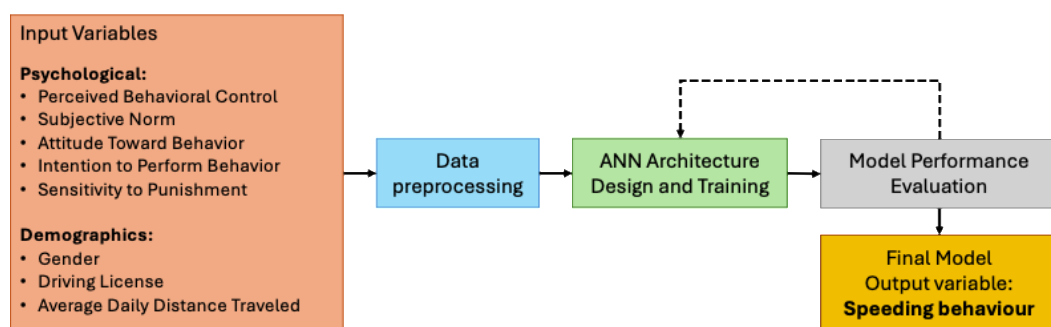 Input Variables
Psychological:
• Perceived Behavioral Control
• Subjective Norm
• Attitude Toward Behavior
• Intention to Perform Behavior
• Sensitivity to Punishment
Demographics:
• Gender
• Driving License
• Average Daily Distance Traveled
Data
preprocessing
ANN Architecture
Design and Training
Model Performance
Evaluation
Final Model
Output variable:
Speeding behaviour